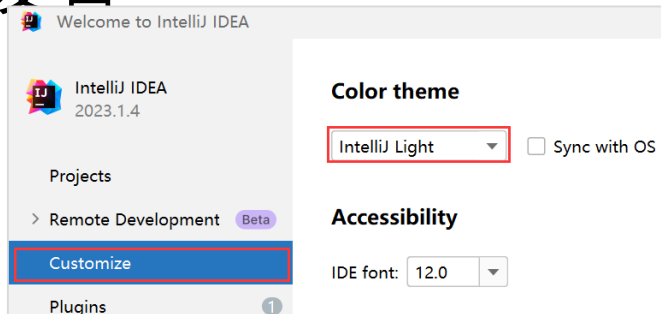 Welcome to IntelliJ IDEA
IntelliJ IDEA
2023.1.4
Projects
Remote Development Beta
Customize
Plugins 1
Color theme
IntelliJ Light Sync with OS
Accessibility
IDE font: 12.0